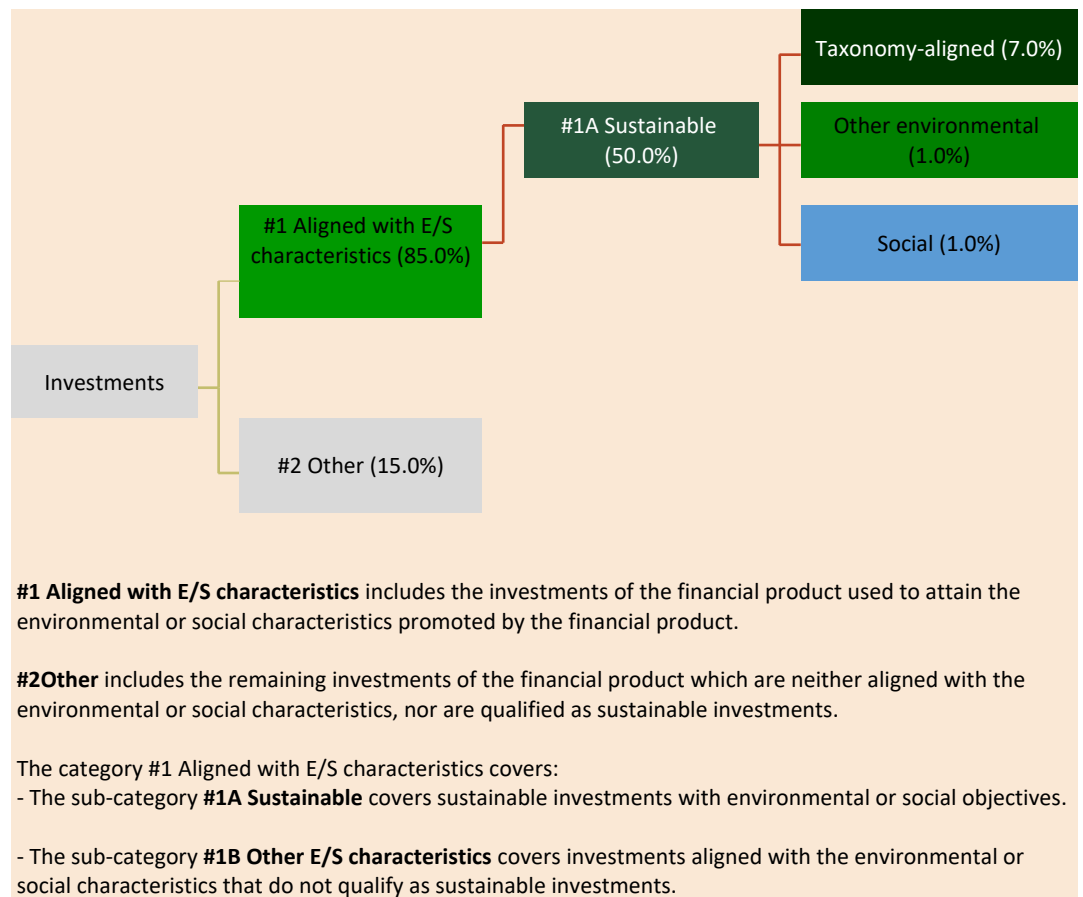 Taxonomy-aligned (7.0%)
#1A Sustainable
(50.0%)
Other environmental
(1.0%)
#1 Aligned with E/S
characteristics (85.0%)
Social (1.0%)
Investments
#2 Other (15.0%)
#1 Aligned with E/S characteristics includes the investments of the financial product used to attain the
environmental or social characteristics promoted by the financial product.
#2Other includes the remaining investments of the financial product which are neither aligned with the
environmental or social characteristics, nor are qualified as sustainable investments.
The category #1 Aligned with E/S characteristics covers:
- The sub-category #1A Sustainable covers sustainable investments with environmental or social objectives.
- The sub-category #1B Other E/S characteristics covers investments aligned with the environmental or
social characteristics that do not qualify as sustainable investments.